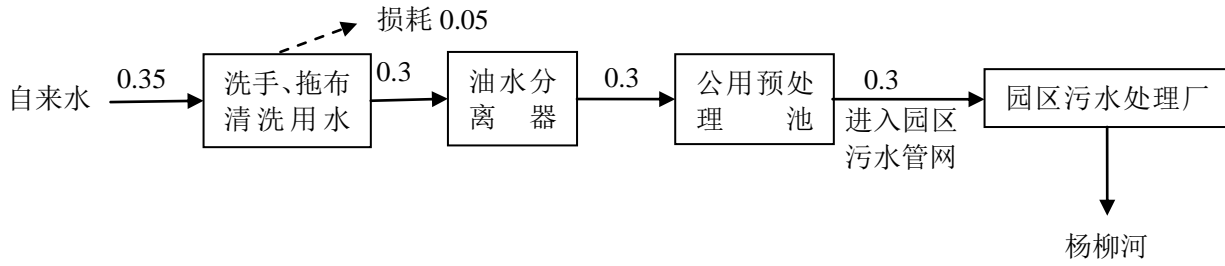 损耗 0.05
自来水
0.35
洗手、拖布
清洗用水
0.3
油水分
离器
0.3
公用预处
理池
0.3
进入园区
污水管网
园区污水处理厂
杨柳河